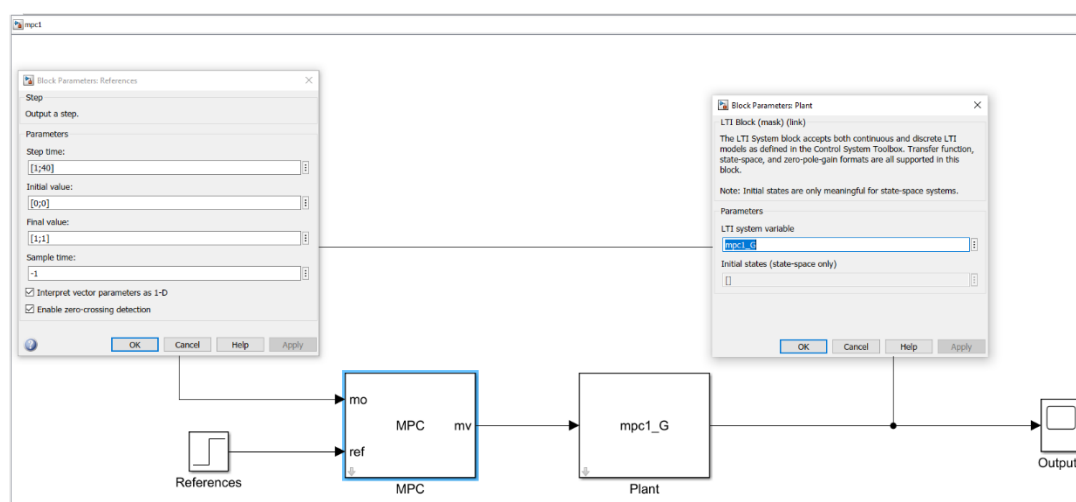 mpc1
Block Parameters: References
Step
Output a step.
Parameters
Step time:
[1;40]
Initial value:
[0;0]
Final value:
[1;1]
Sample time:
-1
Interpret vector parameters as 1-D
Enable zero-crossing detection
OK Cancel Help Apply
Block Parameters: Plant
LTI Block (mask) (link)
The LTI System block accepts both continuous and discrete LTI
models as defined in the Control System Toolbox. Transfer function,
state-space, and zero-pole-gain formats are all supported in this
block.
Note: Initial states are only meaningful for state-space systems.
Parameters
LTI system variable
mpc1_G
Initial states (state-space only)
[]
OK Cancel Help Apply
mo
MPC
mv
ref
mpc1_G
References
MPC
Plant
Output